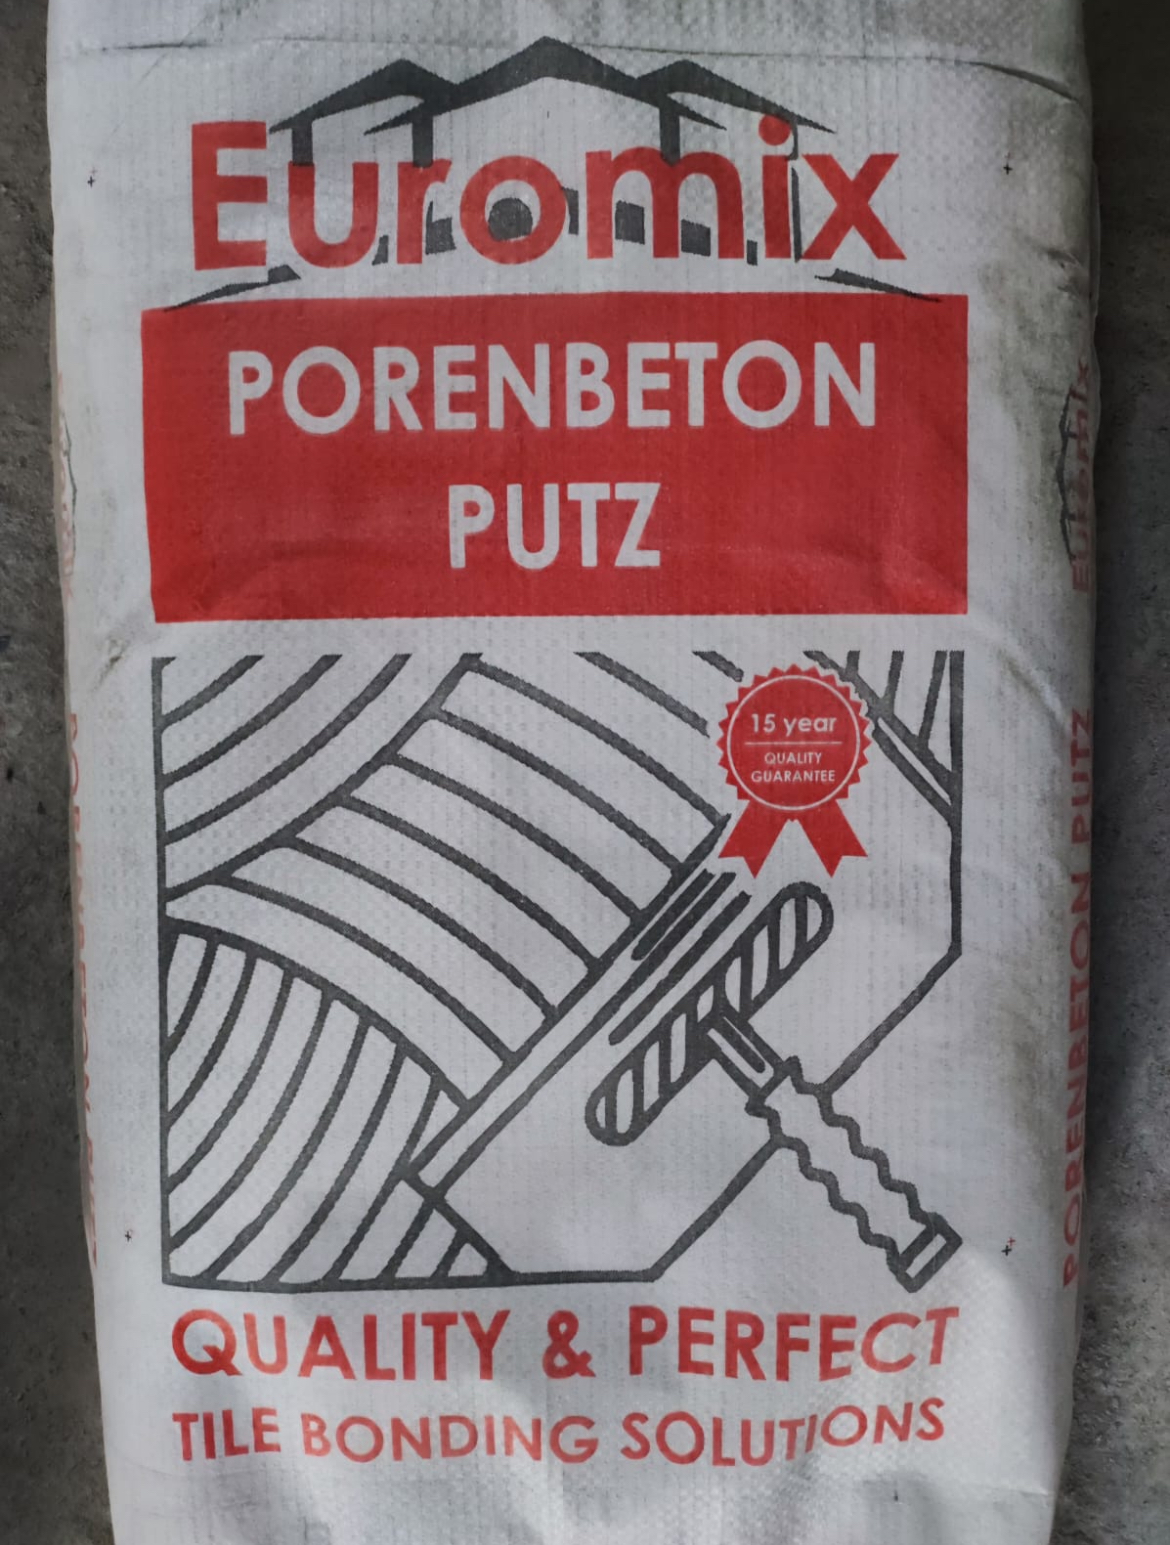 Euromix
PORENBETON
PUTZ
15 year
QUALITY
GUARANTEE
QUALITY & PERFECT
TILE BONDING SOLUTIONS
Euromix
PORENBETON PUTZ